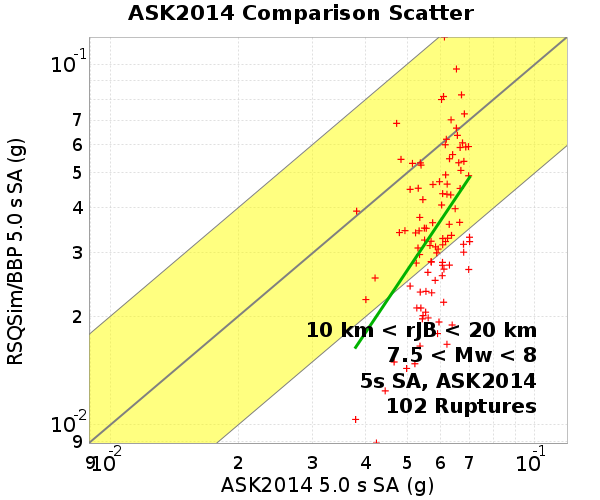 ASK2014 Comparison Scatter
RSQSim/BBP 5.0 s SA (g)
10-1
7
6
5
4
3
2
10-2
9
10 km < rJB < 20 km
7.5 < Mw < 8
5s SA, ASK2014
102 Ruptures
9 10-2 2 3 4 5 6 7 10-1
ASK2014 5.0 s SA (g)